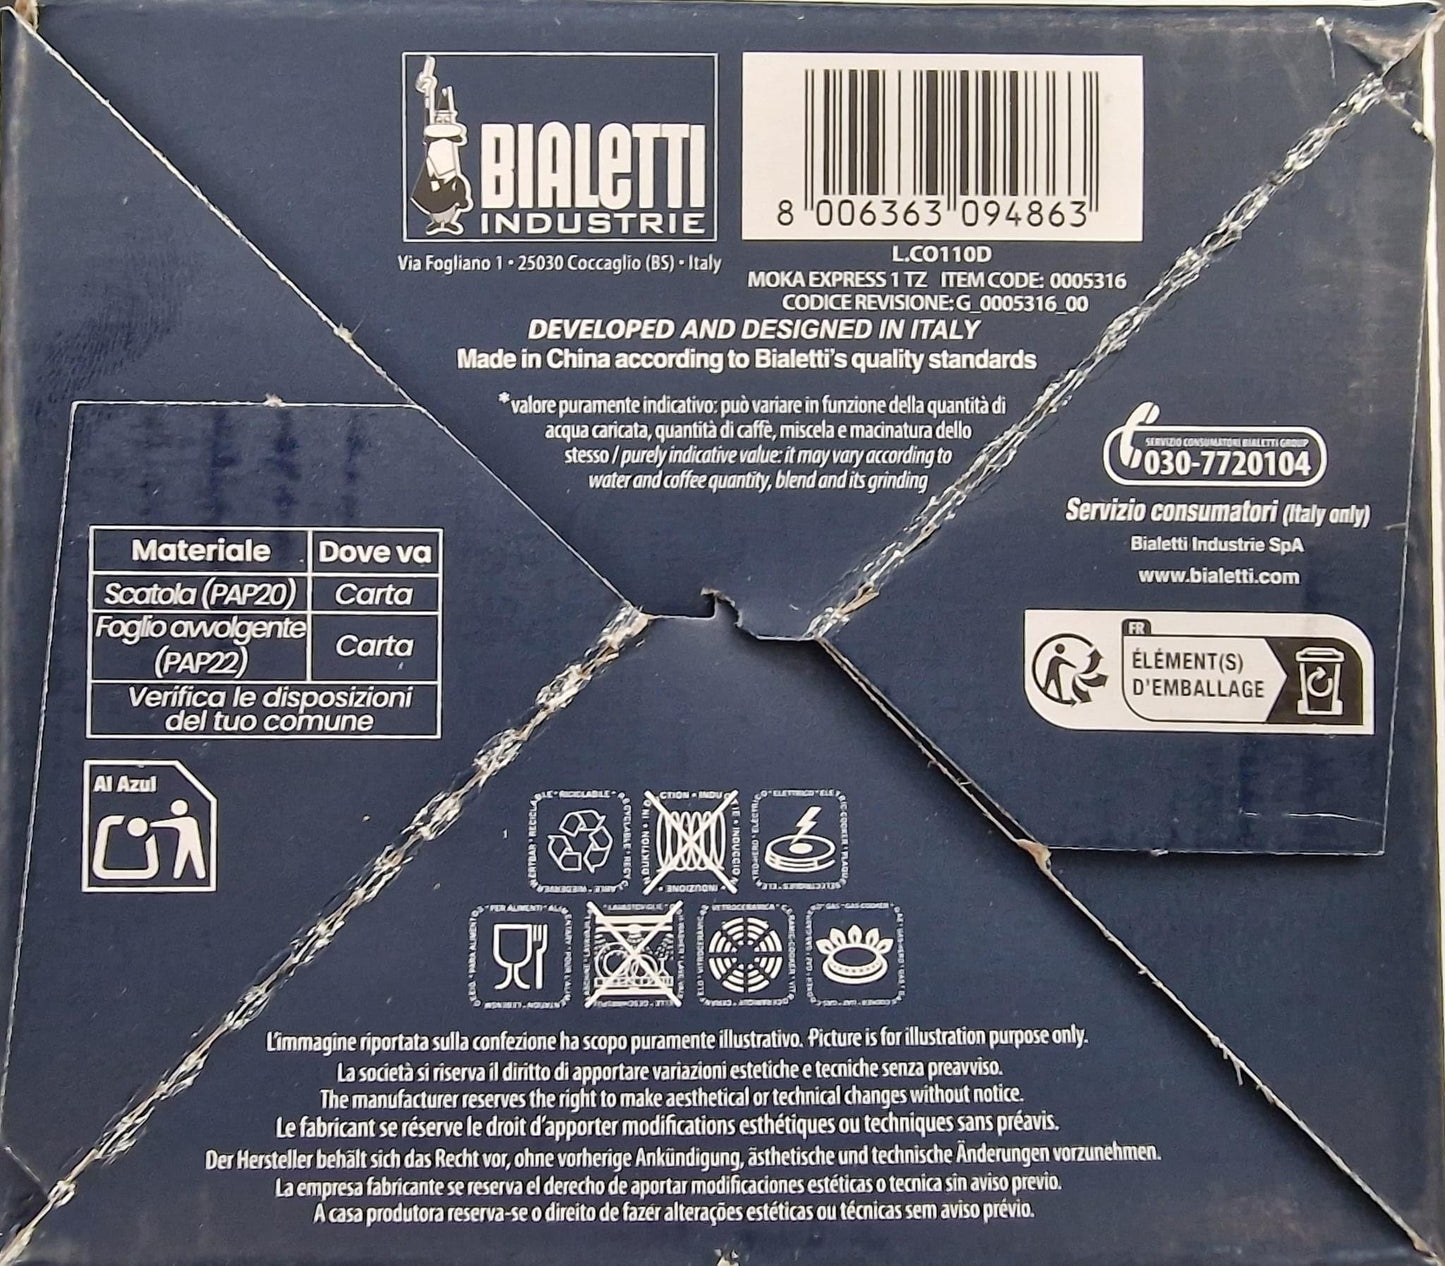 BIALETTI
INDUSTRIE
Via Fogliano 1 • 25030 Coccaglio (BS) • Italy
8 006363 094863
L.CO110D
MOKA EXPRESS 1 TZ ITEM CODE: 0005316
CODICE REVISIONE: G_0005316_00
DEVELOPED AND DESIGNED IN ITALY
Made in China according to Bialetti's quality standards
*valore puramente indicativo: può variare in funzione della quantità di
acqua caricata, quantità di caffè, miscela e macinatura dello
stesso / purely indicative value: it may vary according to
water and coffee quantity, blend and its grinding
SERVIZIO CONSUMATORI BIALETTI GROUP
030-7720104
Servizio consumatori (Italy only)
Bialetti Industrie SpA
www.bialetti.com
Materiale Dove va
Scatola (PAP20) Carta
Foglio avvolgente
(PAP22) Carta
Verifica le disposizioni
del tuo comune
FR
ÉLÉMENT(S)
D'EMBALLAGE
Al Azul
L'immagine riportata sulla confezione ha scopo puramente illustrativo. Picture is for illustration purpose only.
La società si riserva il diritto di apportare variazioni estetiche e tecniche senza preavviso.
The manufacturer reserves the right to make aesthetical or technical changes without notice.
Le fabricant se réserve le droit d'apporter modifications esthétiques ou techniques sans préavis.
Der Hersteller behält sich das Recht vor, ohne vorherige Ankündigung, ästhetische und technische Änderungen vorzunehmen.
La empresa fabricante se reserva el derecho de aportar modificaciones estéticas o tecnica sin aviso previo.
A casa produtora reserva-se o direito de fazer alterações estéticas ou técnicas sem aviso prévio.